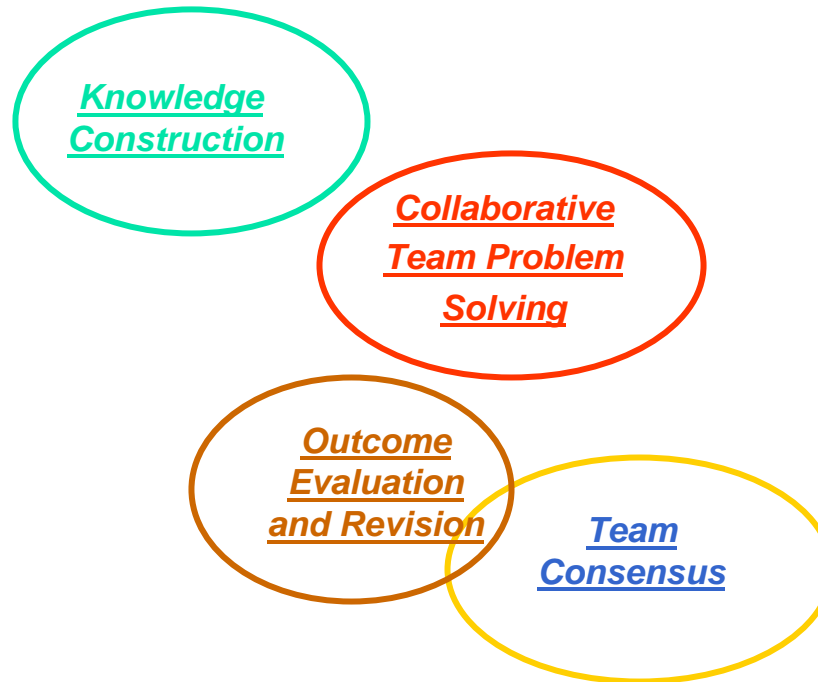 Knowledge
Construction
Collaborative
Team Problem
Solving
Outcome
Evaluation
and Revision
Team
Consensus